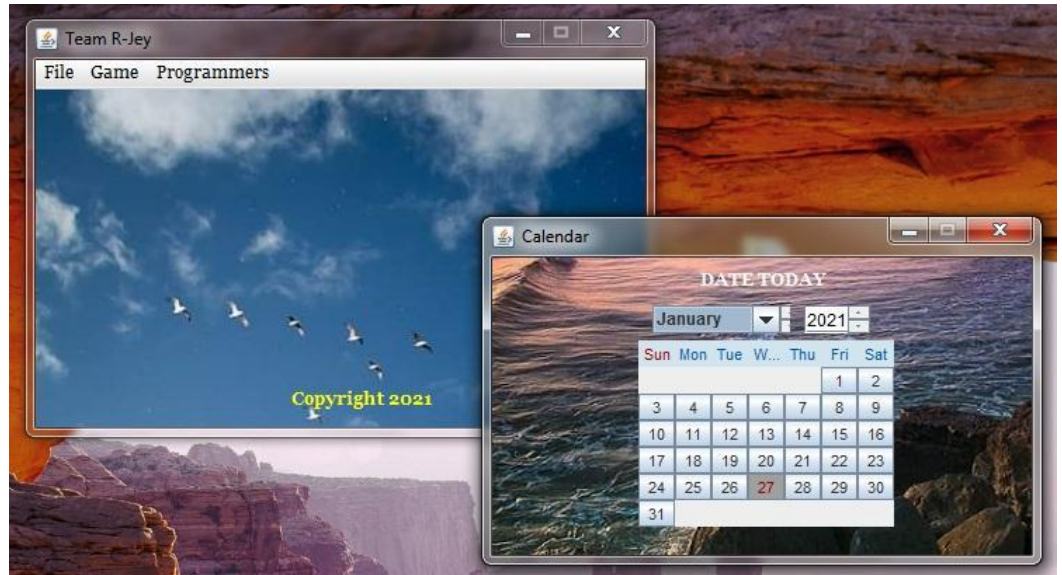 Team R-Jey
File Game Programmers
Copyright 2021
Calendar
DATE TODAY
January 2021
Sun Mon Tue W... Thu Fri Sat
1 2
3 4 5 6 7 8 9
10 11 12 13 14 15 16
17 18 19 20 21 22 23
24 25 26 27 28 29 30
31